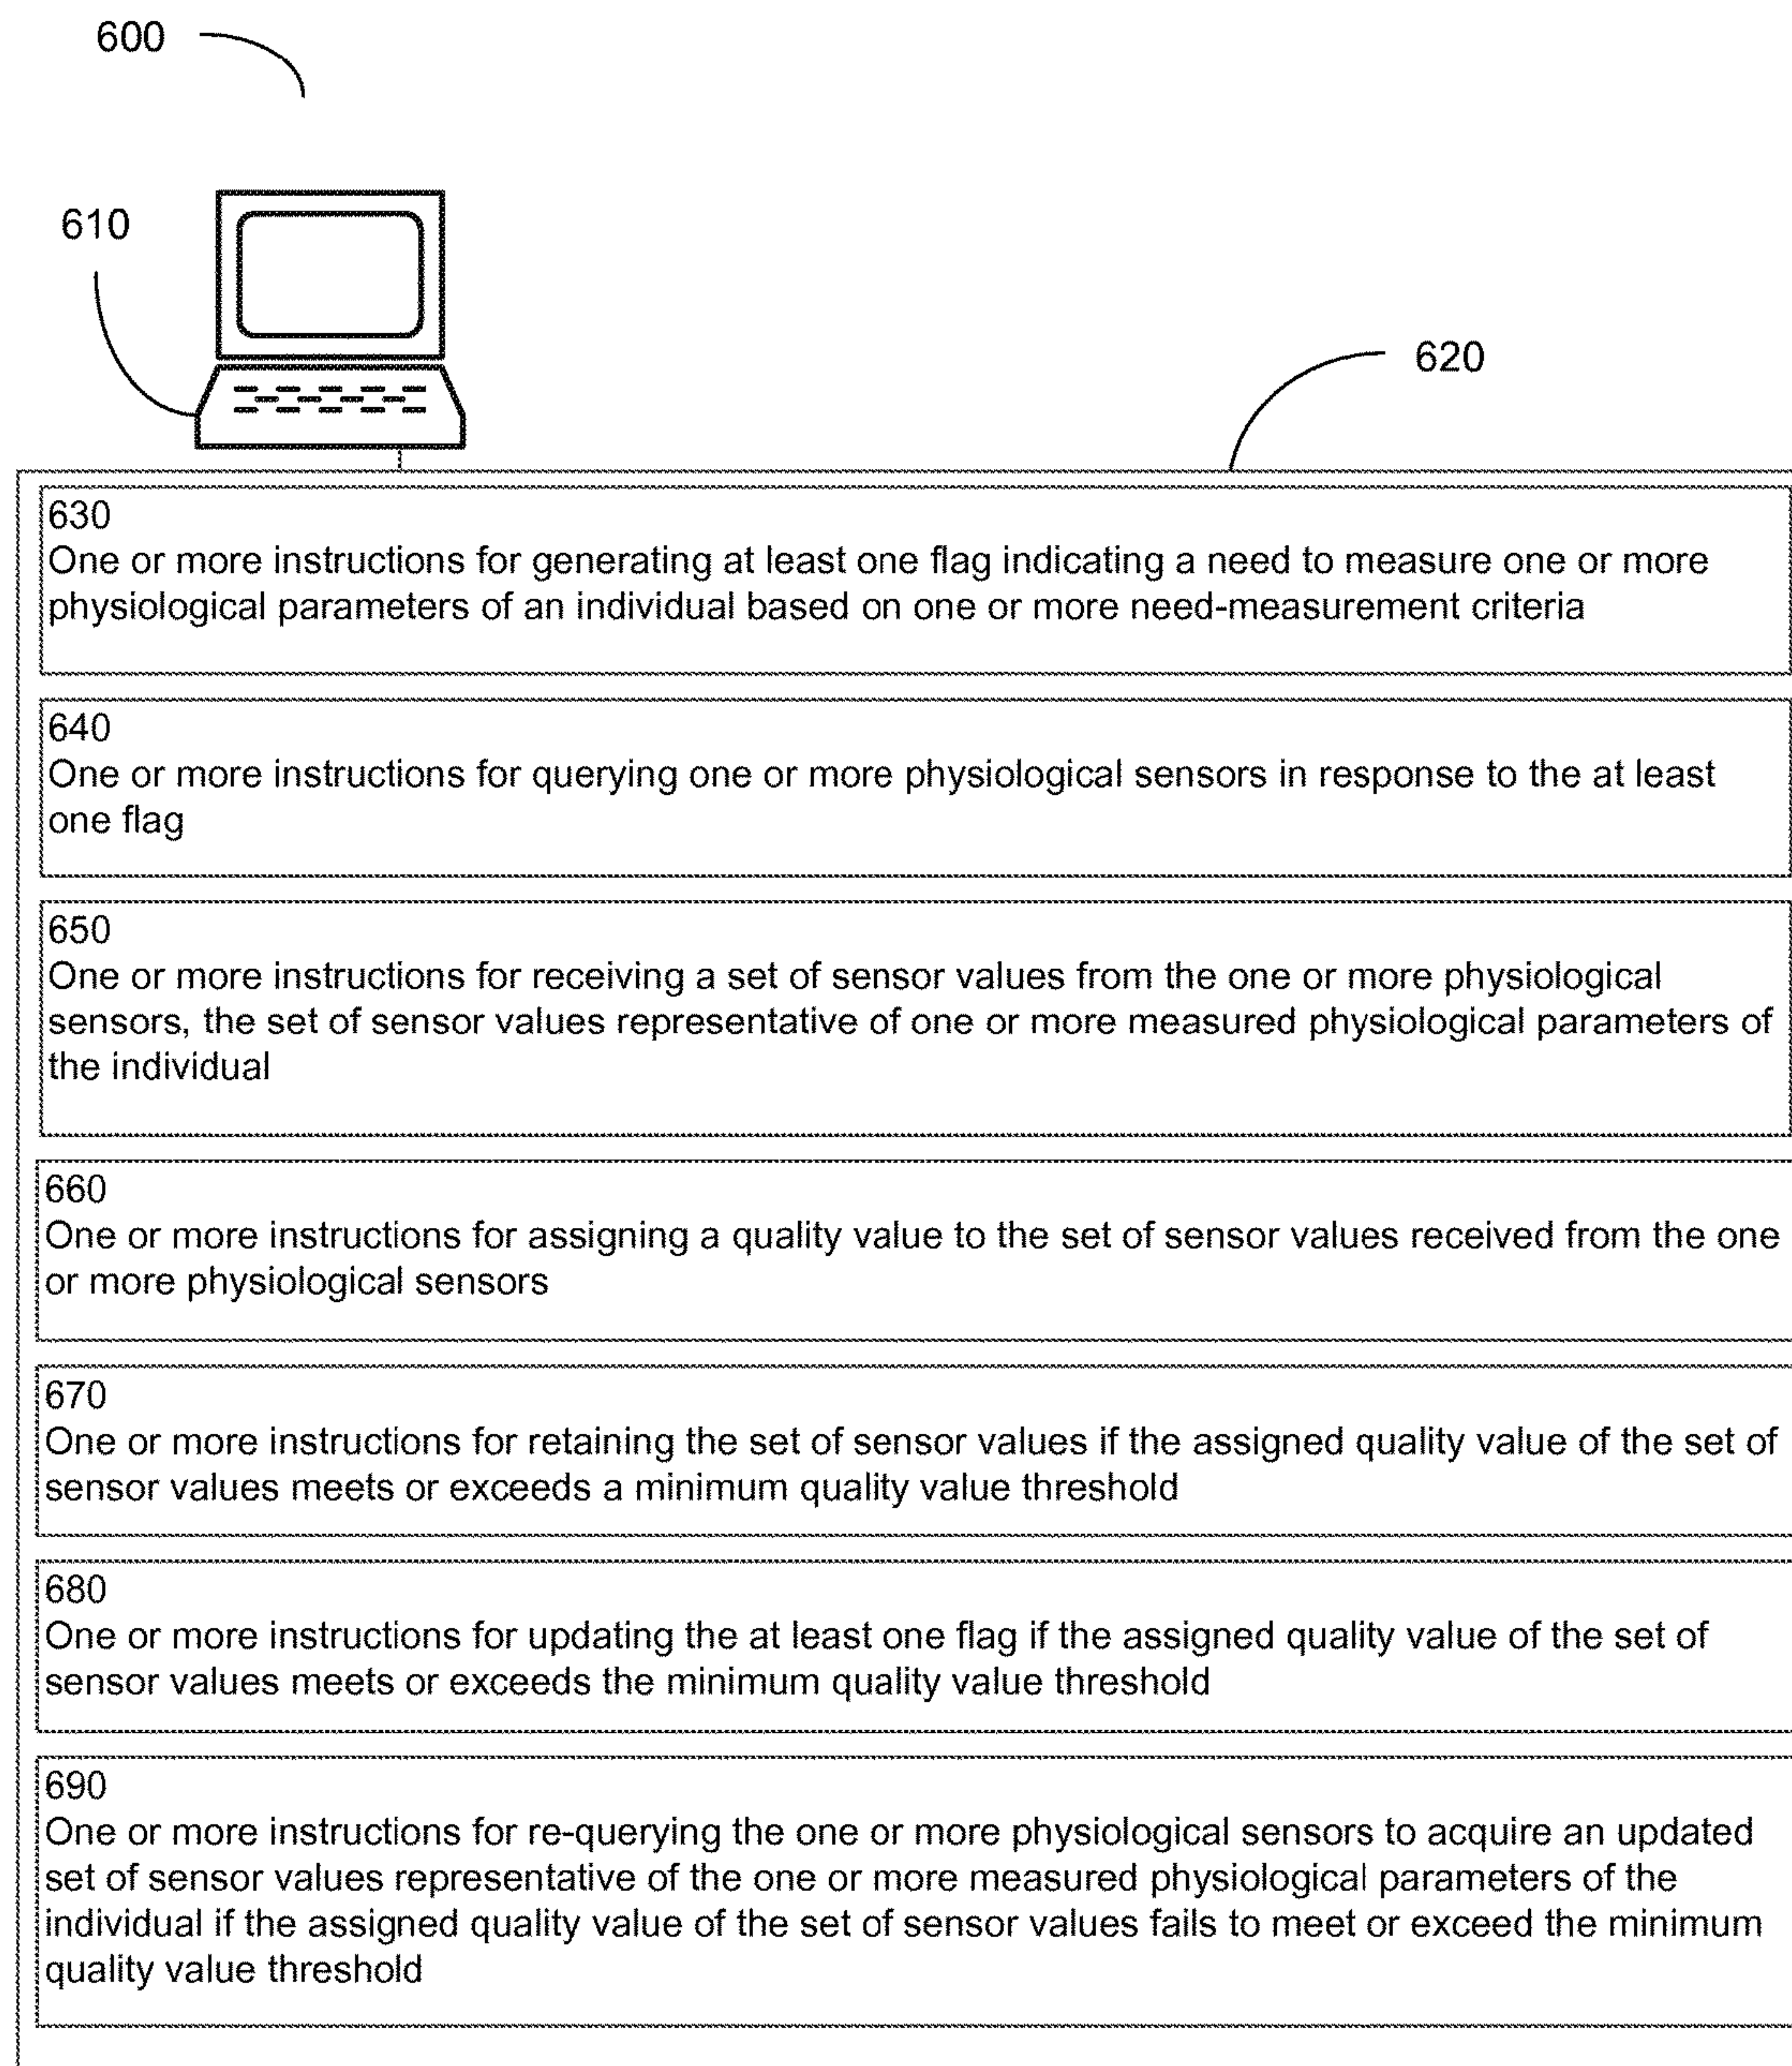 600
610
620
630
One or more instructions for generating at least one flag indicating a need to measure one or more
physiological parameters of an individual based on one or more need-measurement criteria
640
One or more instructions for querying one or more physiological sensors in response to the at least
one flag
650
One or more instructions for receiving a set of sensor values from the one or more physiological
sensors, the set of sensor values representative of one or more measured physiological parameters of
the individual
660
One or more instructions for assigning a quality value to the set of sensor values received from the one
or more physiological sensors
670
One or more instructions for retaining the set of sensor values if the assigned quality value of the set of
sensor values meets or exceeds a minimum quality value threshold
680
One or more instructions for updating the at least one flag if the assigned quality value of the set of
sensor values meets or exceeds the minimum quality value threshold
690
One or more instructions for re-querying the one or more physiological sensors to acquire an updated
set of sensor values representative of the one or more measured physiological parameters of the
individual if the assigned quality value of the set of sensor values fails to meet or exceed the minimum
quality value threshold